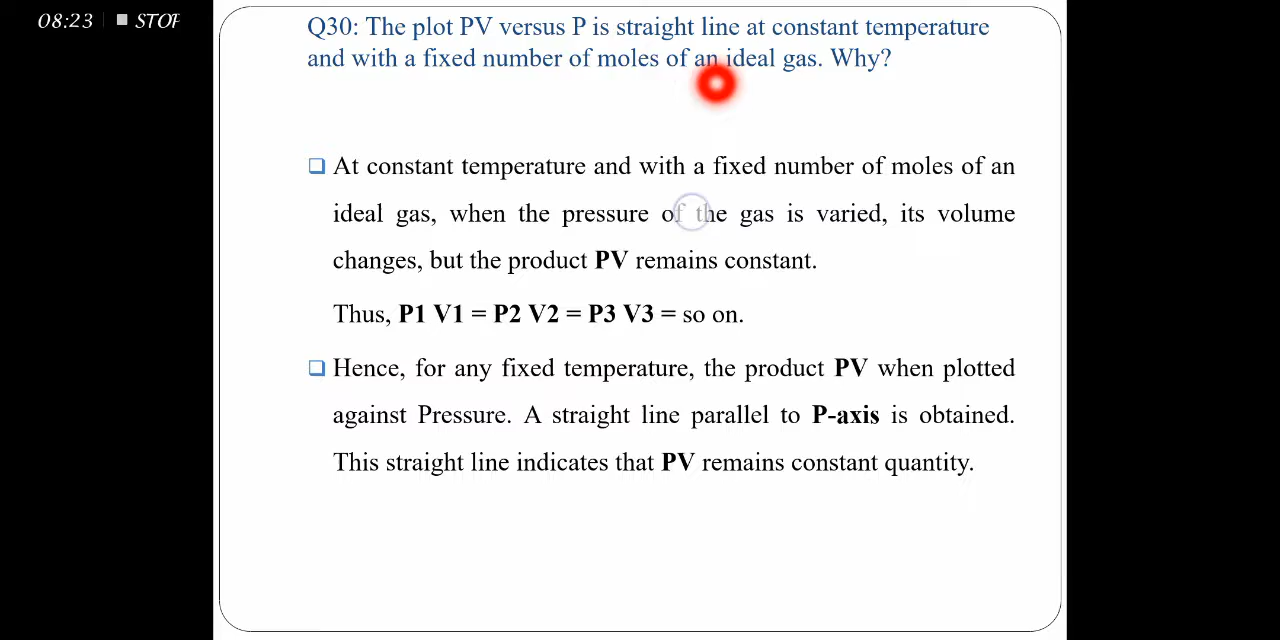 08:23 STOP
Q30: The plot PV versus P is straight line at constant temperature
and with a fixed number of moles of an ideal gas. Why?
At constant temperature and with a fixed number of moles of an
ideal gas, when the pressure of the gas is varied, its volume
changes, but the product PV remains constant.
Thus, P1 V1 = P2 V2 = P3 V3 = so on.
Hence, for any fixed temperature, the product PV when plotted
against Pressure. A straight line parallel to P-axis is obtained.
This straight line indicates that PV remains constant quantity.